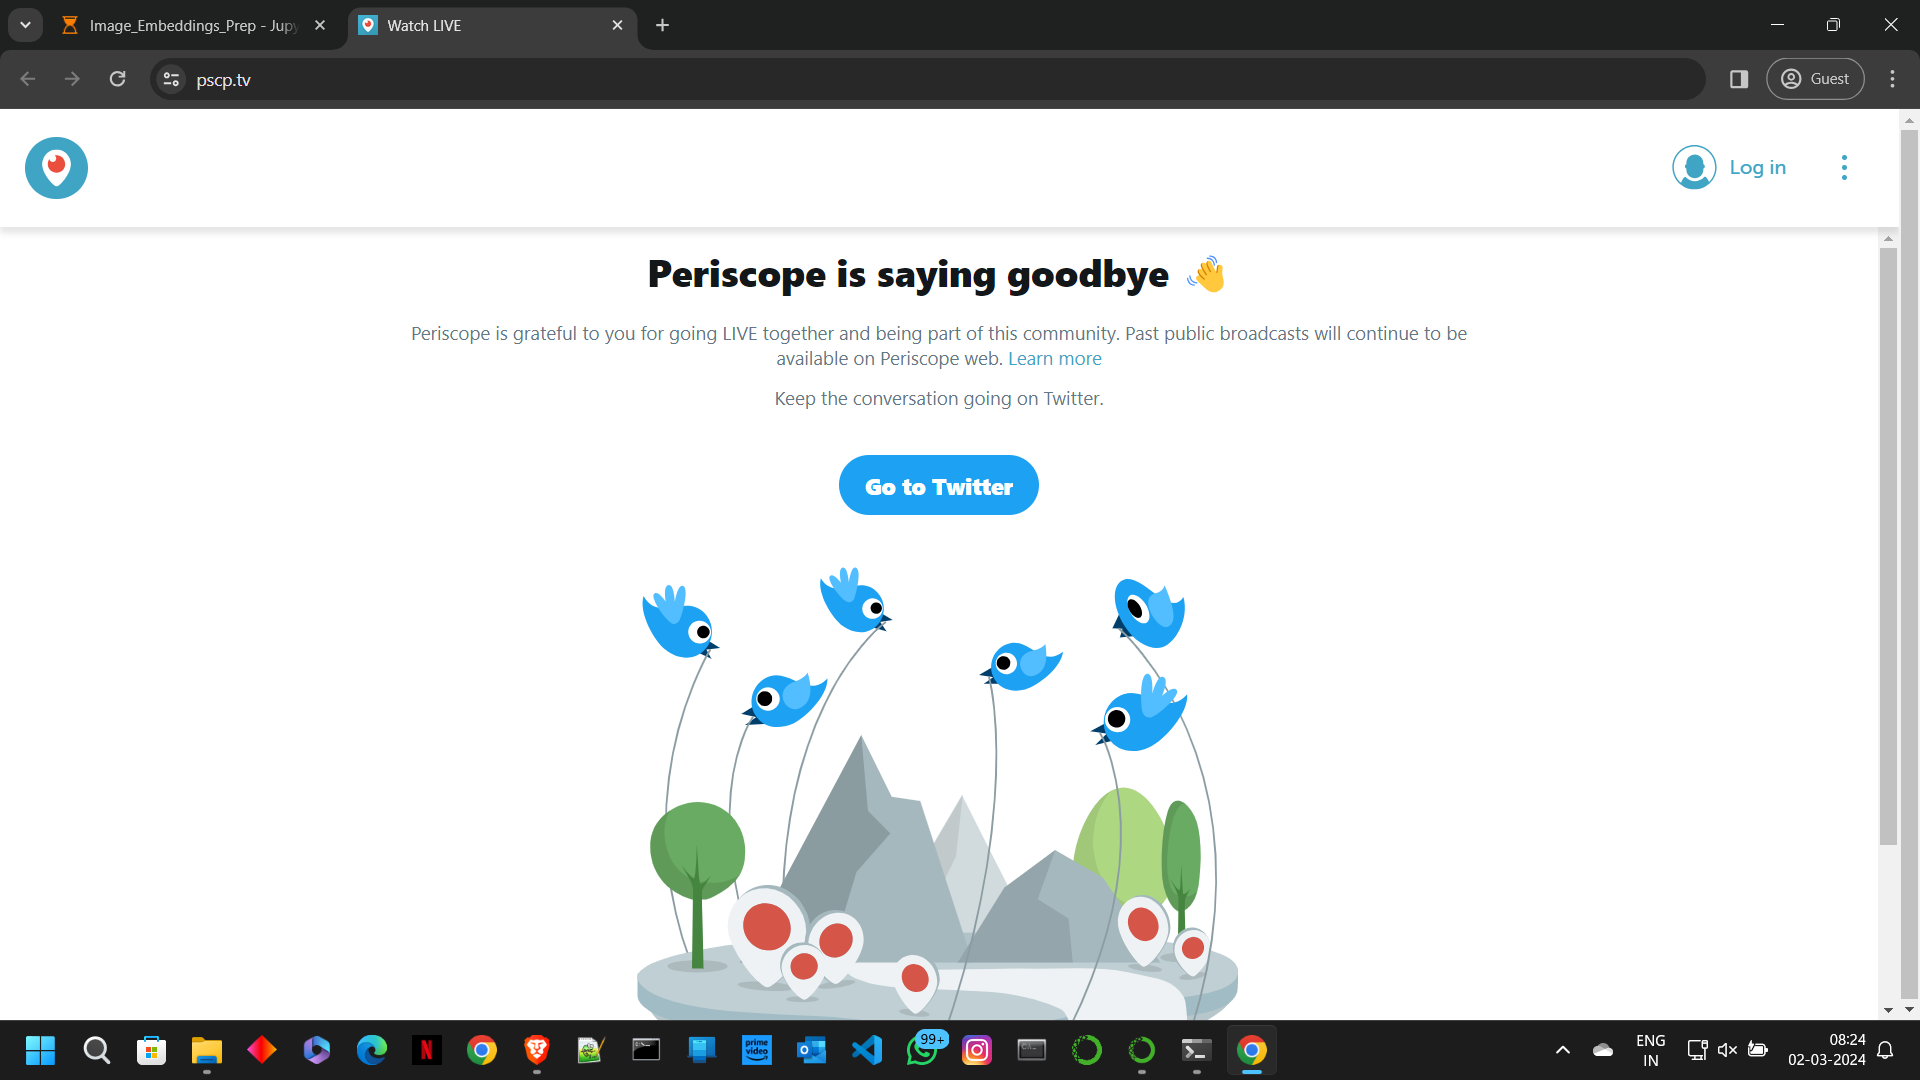 Image_Embeddings_Prep - Jupy
Watch LIVE
pscp.tv
Guest
Log in
Periscope is saying goodbye 👋
Periscope is grateful to you for going LIVE together and being part of this community. Past public broadcasts will continue to be
available on Periscope web. Learn more
Keep the conversation going on Twitter.
Go to Twitter
prime video
99+
ENG
IN
08:24
02-03-2024